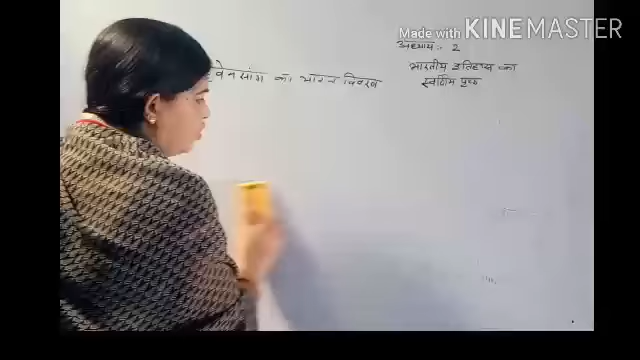 Made with KINEMASTER
अध्याय :- 2
भारतीय इतिहास का
स्वर्णिम पृष्ठ
वेनसांग का भारत विवरण